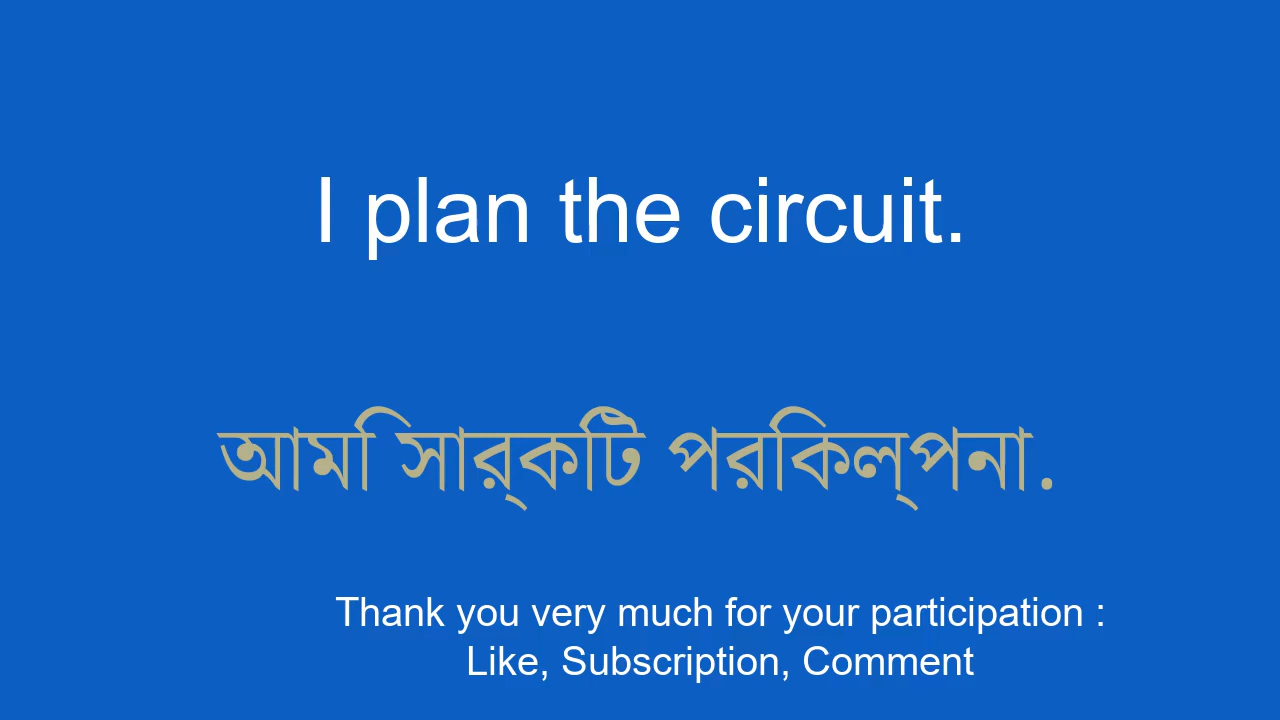 I plan the circuit.
আমি সার্কিট পরিকল্পনা.
Thank you very much for your participation :
Like, Subscription, Comment